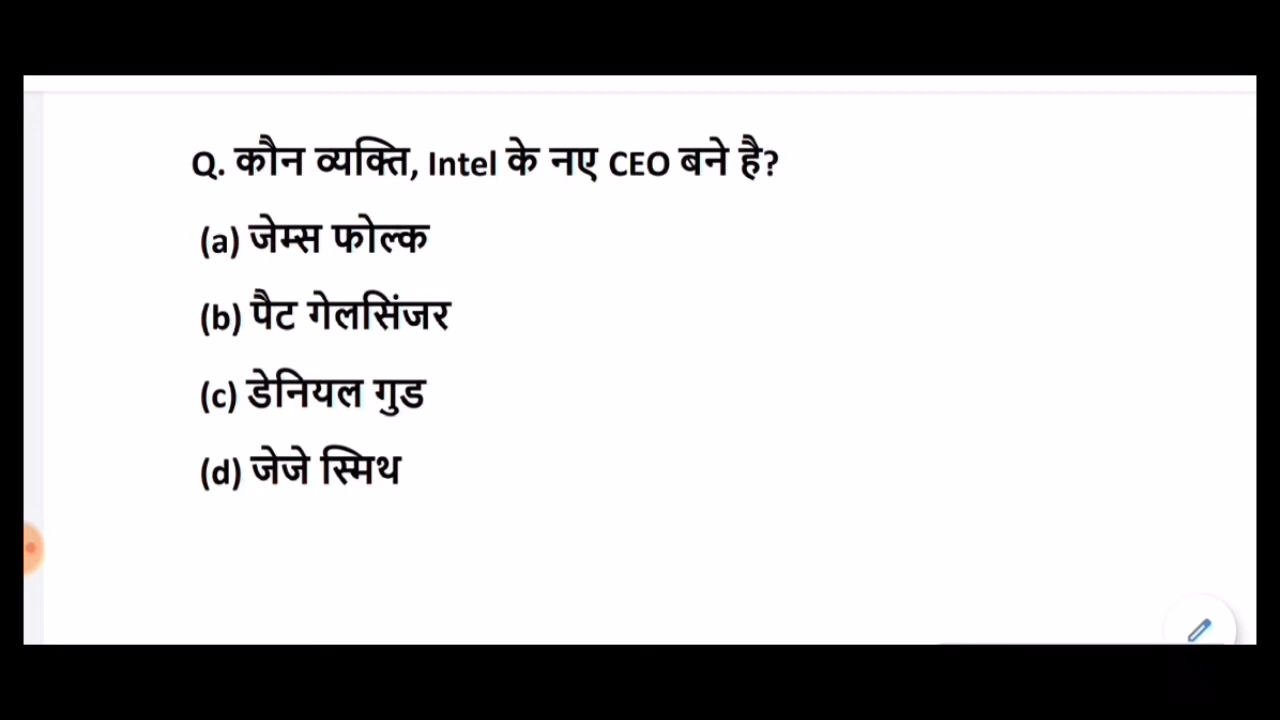 Q. कौन व्यक्ति, Intel के नए CEO बने है?
(a) जेम्स फोल्क
(b) पैट गेलसिंजर
(c) डेनियल गुड
(d) जेजे स्मिथ